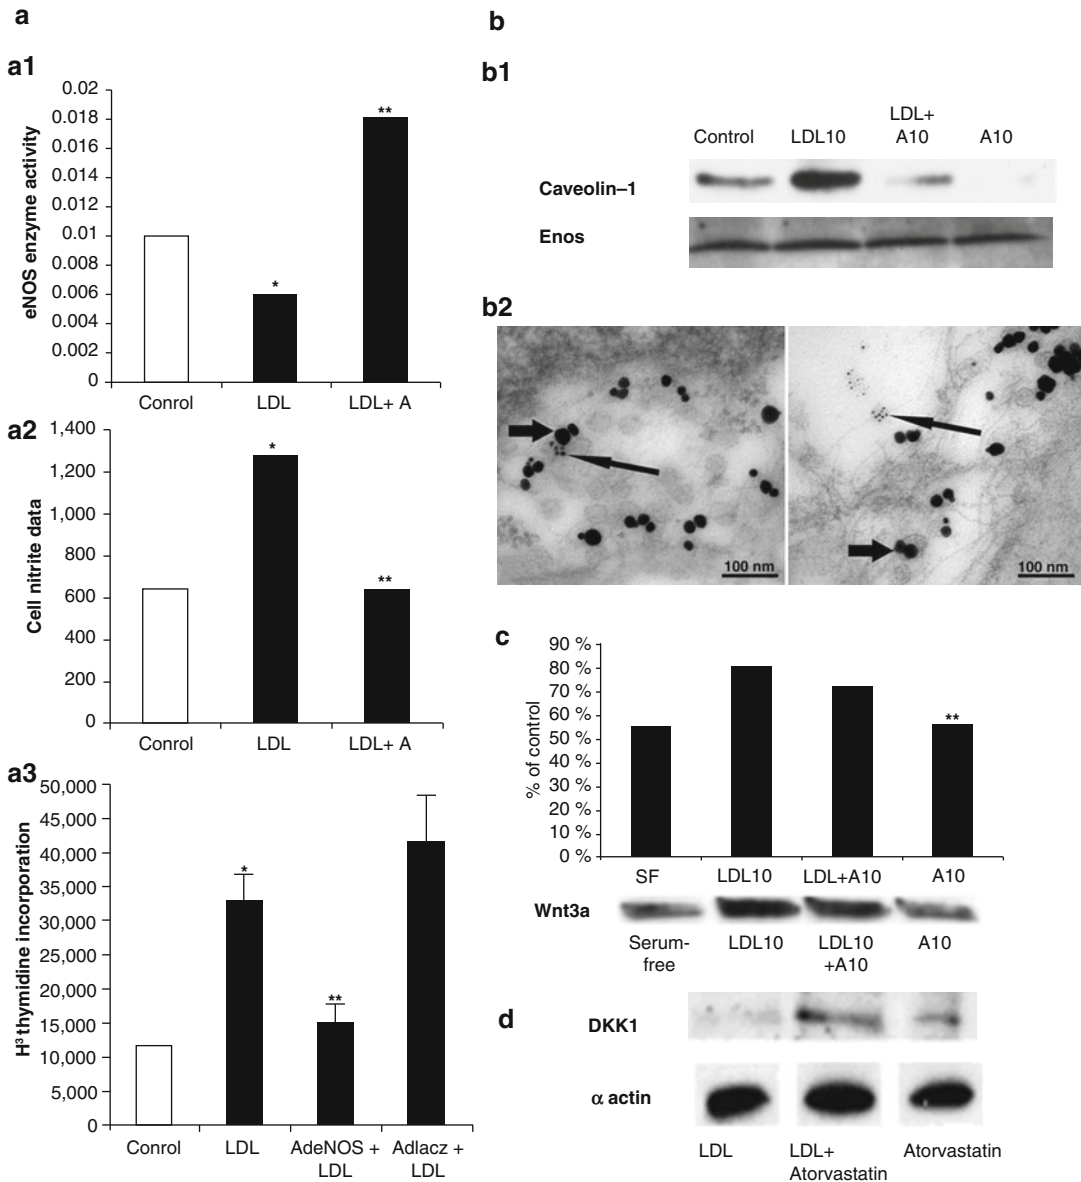 a
a1
eNOS enzyme activity
0.02
0.018
0.016
0.014
0.012
0.01
0.008
0.006
0.004
0.002
0
*
**
Conrol LDL LDL+ A
a2
Cell nitrite data
1,400
1,200
1,000
800
600
400
200
0
*
**
Conrol LDL LDL+ A
a3
H³ thymidine incorporation
50,000
45,000
40,000
35,000
30,000
25,000
20,000
15,000
10,000
5,000
0
*
**
Conrol LDL AdeNOS + Adlacz +
LDL LDL
b
b1
LDL+
Control LDL10 A10 A10
Caveolin–1
Enos
b2
100 nm 100 nm
c
% of control
90 %
80 %
70 %
60 %
50 %
40 %
30 %
20 %
10 %
0 %
**
SF LDL10 LDL+A10 A10
Wnt3a
Serum- LDL10 LDL10 A10
free +A10
d
DKK1
α actin
LDL LDL+ Atorvastatin
Atorvastatin